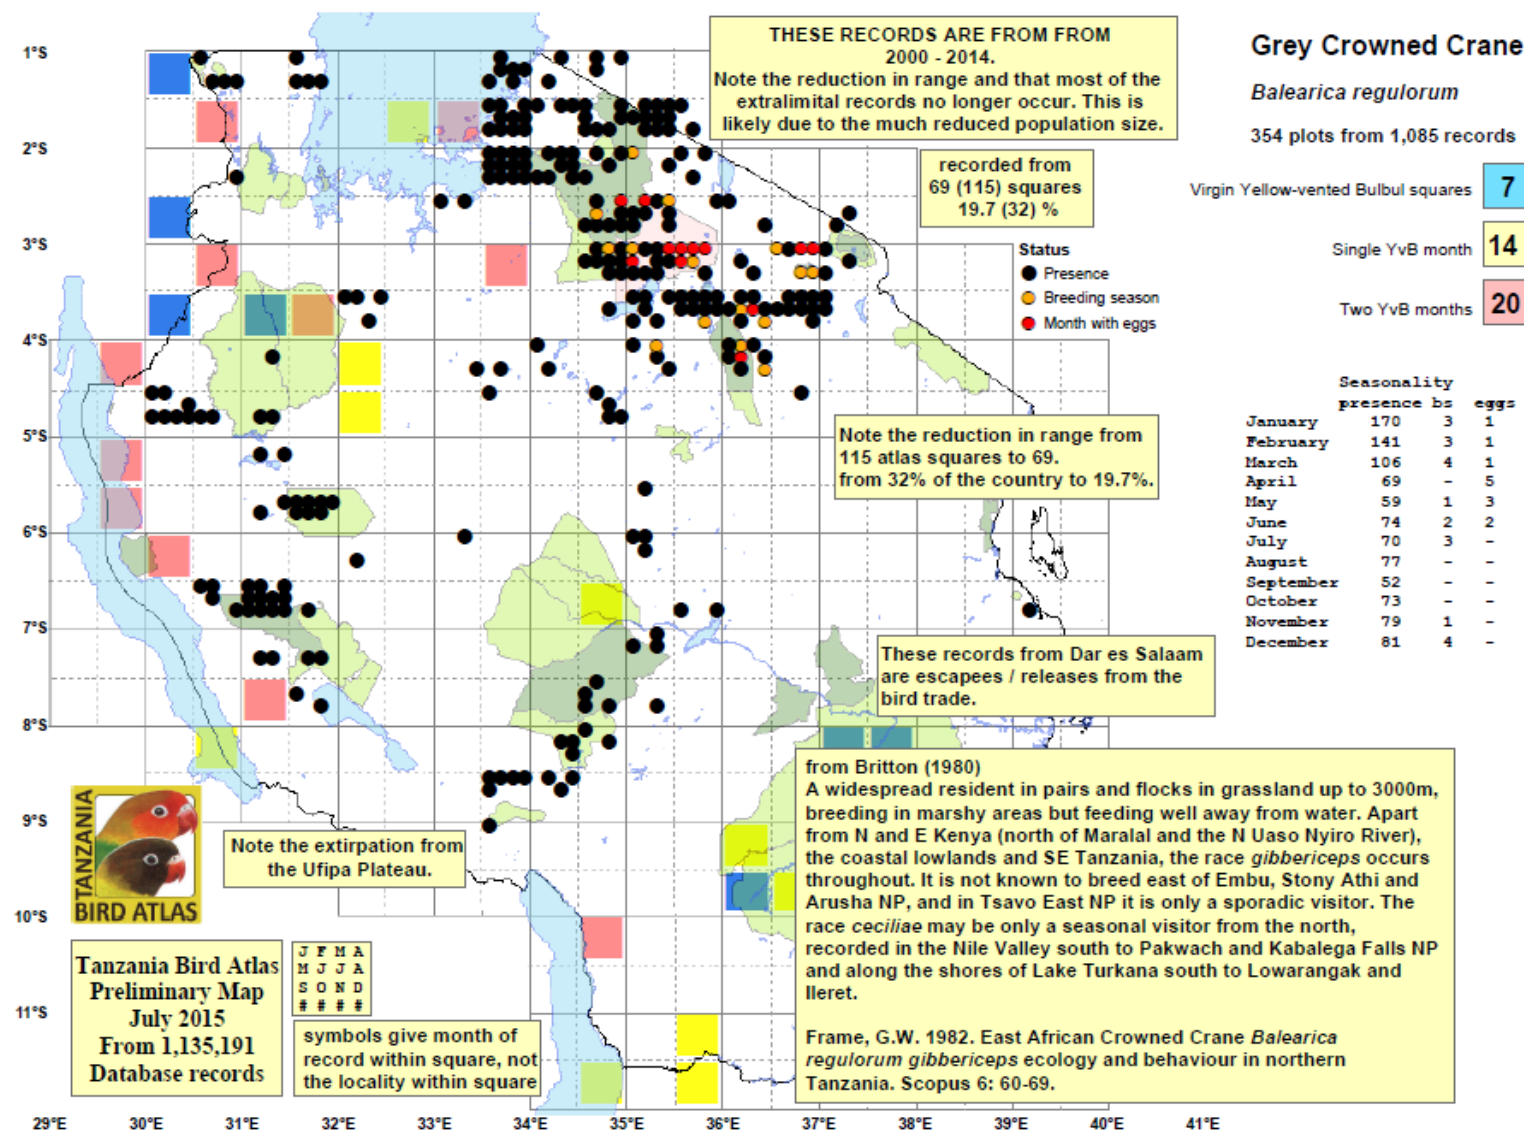 THESE RECORDS ARE FROM FROM
2000 - 2014.
Note the reduction in range and that most of the
extralimital records no longer occur. This is
likely due to the much reduced population size.
Grey Crowned Crane
Balearica regulorum
354 plots from 1,085 records
recorded from
69 (115) squares
19.7 (32) %
Virgin Yellow-vented Bulbul squares 7
Single YvB month 14
Two YvB months 20
Status
Presence
Breeding season
Month with eggs
Seasonality
presence bs eggs
January 170 3 1
February 141 3 1
March 106 4 1
April 69 - 5
May 59 1 3
June 74 2 2
July 70 3 -
August 77 - -
September 52 - -
October 73 - -
November 79 1 -
December 81 4 -
Note the reduction in range from
115 atlas squares to 69.
from 32% of the country to 19.7%.
These records from Dar es Salaam
are escapees / releases from the
bird trade.
from Britton (1980)
A widespread resident in pairs and flocks in grassland up to 3000m,
breeding in marshy areas but feeding well away from water. Apart
from N and E Kenya (north of Maralal and the N Uaso Nyiro River),
the coastal lowlands and SE Tanzania, the race gibbericeps occurs
throughout. It is not known to breed east of Embu, Stony Athi and
Arusha NP, and in Tsavo East NP it is only a sporadic visitor. The
race ceciliae may be only a seasonal visitor from the north,
recorded in the Nile Valley south to Pakwach and Kabalega Falls NP
and along the shores of Lake Turkana south to Lowarangak and
Ileret.
Frame, G.W. 1982. East African Crowned Crane Balearica
regulorum gibbericeps ecology and behaviour in northern
Tanzania. Scopus 6: 60-69.
Note the extirpation from
the Ufipa Plateau.
TANZANIA
BIRD ATLAS
Tanzania Bird Atlas
Preliminary Map
July 2015
From 1,135,191
Database records
J F M A
M J J A
S O N D
# # # #
symbols give month of
record within square, not
the locality within square
1°S
2°S
3°S
4°S
5°S
6°S
7°S
8°S
9°S
10°S
11°S
29°E 30°E 31°E 32°E 33°E 34°E 35°E 36°E 37°E 38°E 39°E 40°E 41°E